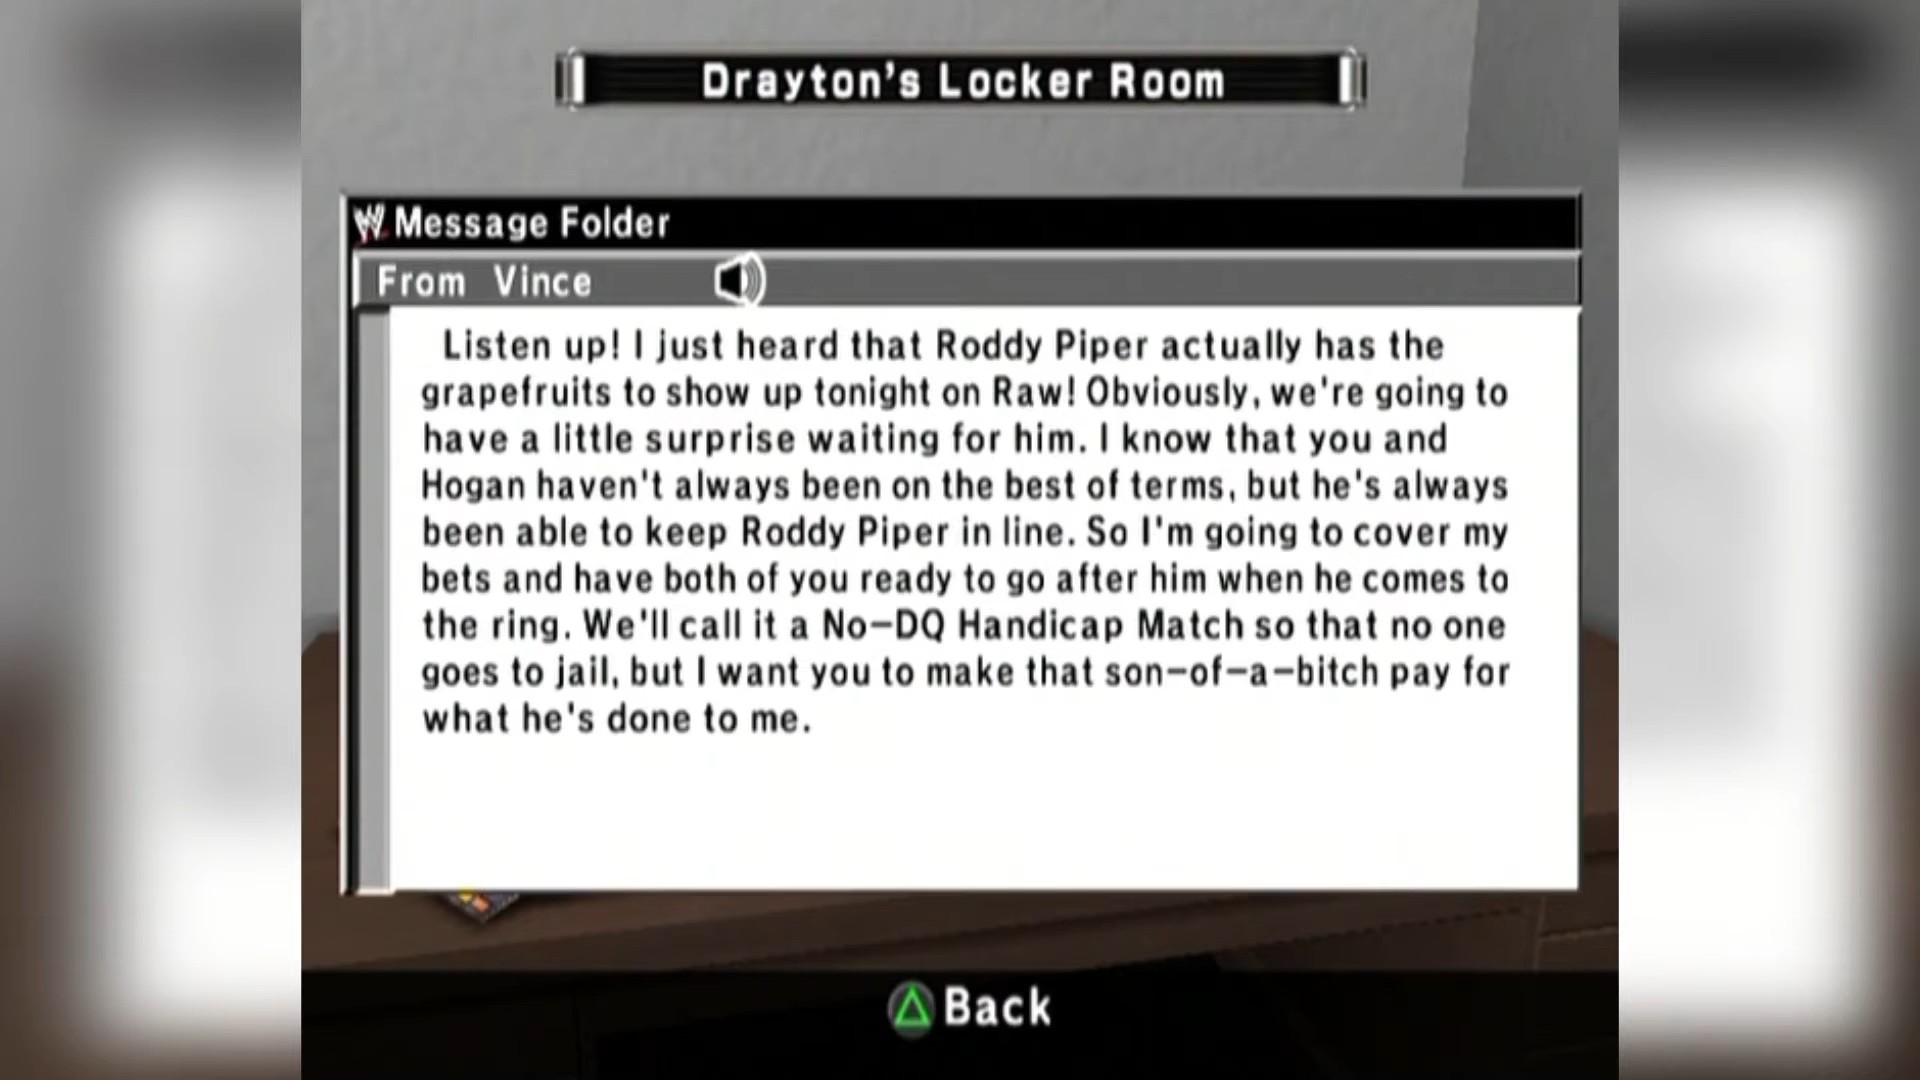 Drayton's Locker Room
Message Folder
From Vince
Listen up! I just heard that Roddy Piper actually has the
grapefruits to show up tonight on Raw! Obviously, we're going to
have a little surprise waiting for him. I know that you and
Hogan haven't always been on the best of terms, but he's always
been able to keep Roddy Piper in line. So I'm going to cover my
bets and have both of you ready to go after him when he comes to
the ring. We'll call it a No-DQ Handicap Match so that no one
goes to jail, but I want you to make that son-of-a-bitch pay for
what he's done to me.
Back